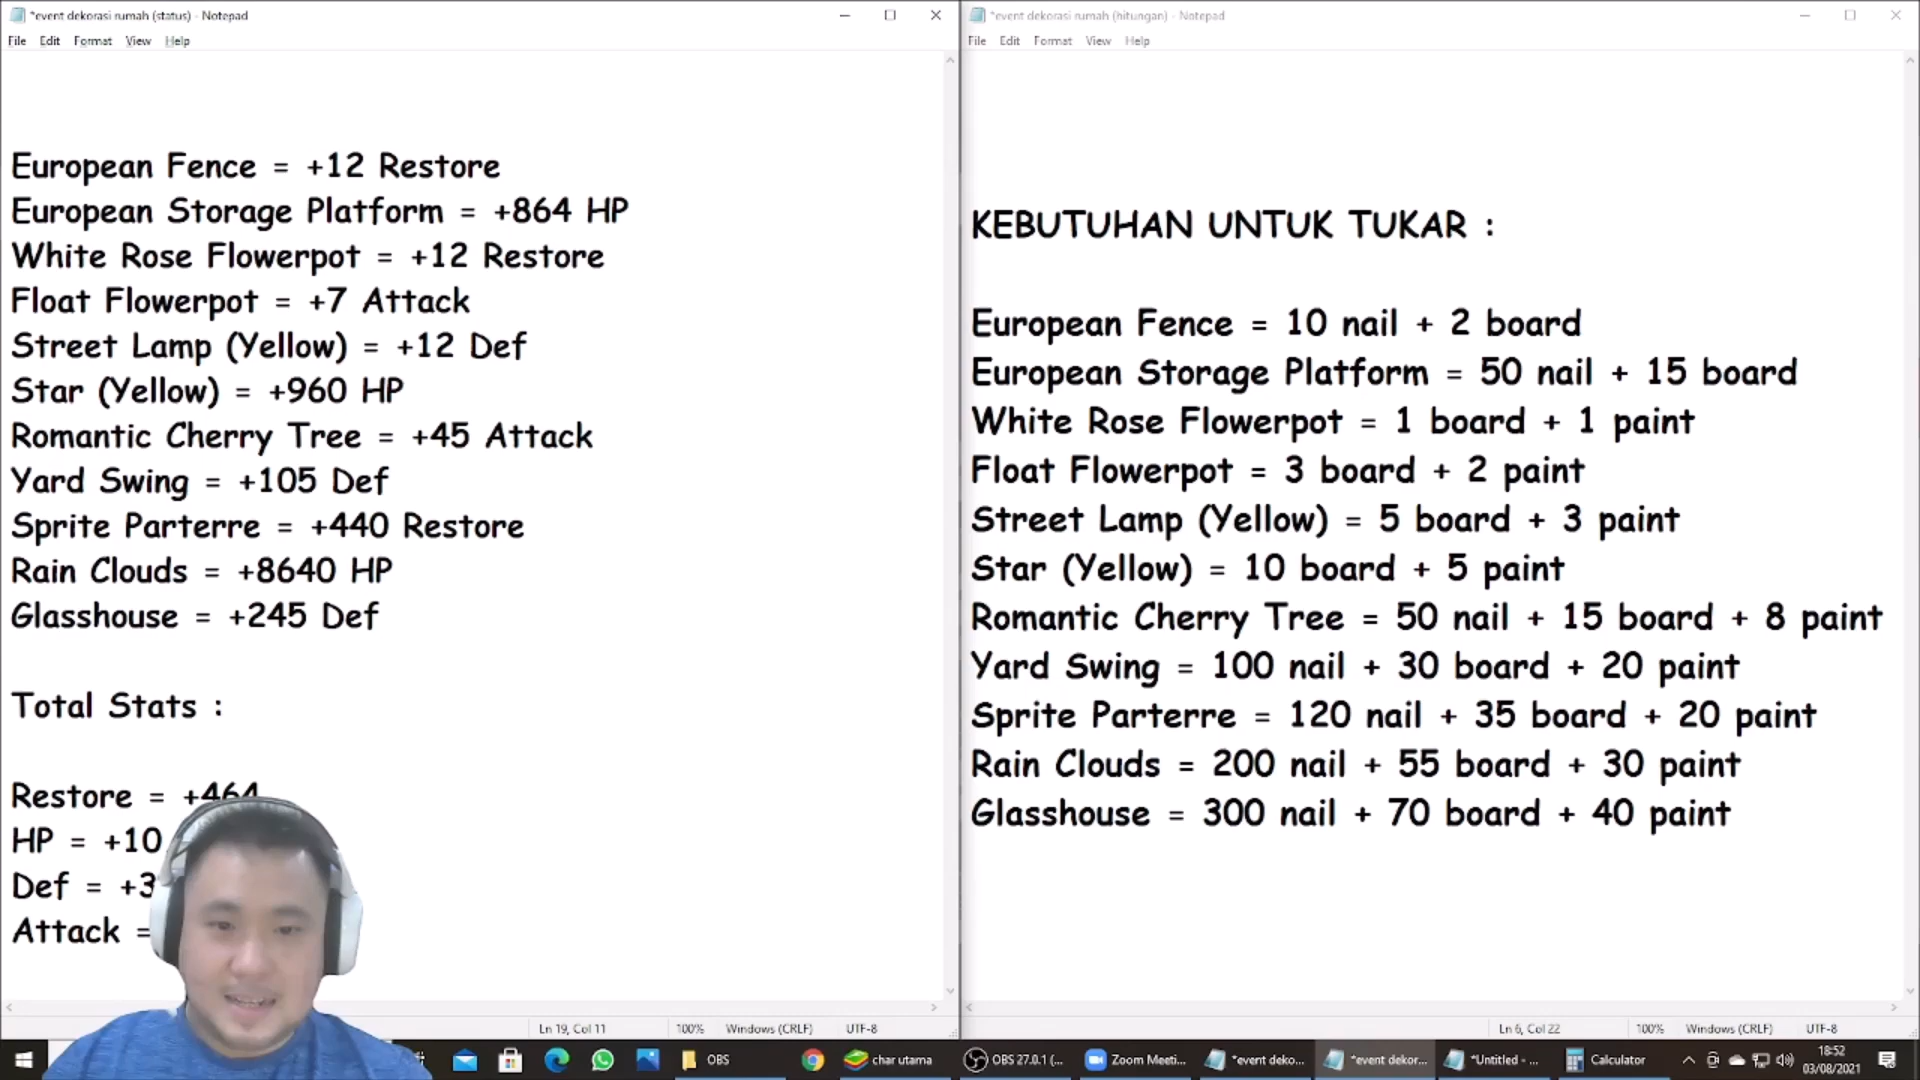 *event dekorasi rumah (status) - Notepad
File Edit Format View Help
European Fence = +12 Restore
European Storage Platform = +864 HP
White Rose Flowerpot = +12 Restore
Float Flowerpot = +7 Attack
Street Lamp (Yellow) = +12 Def
Star (Yellow) = +960 HP
Romantic Cherry Tree = +45 Attack
Yard Swing = +105 Def
Sprite Parterre = +440 Restore
Rain Clouds = +8640 HP
Glasshouse = +245 Def
Total Stats :
Restore = +464
HP = +10
Def = +3
Attack =
Ln 19, Col 11 100% Windows (CRLF) UTF-8
*event dekorasi rumah (hitungan) - Notepad
File Edit Format View Help
KEBUTUHAN UNTUK TUKAR :
European Fence = 10 nail + 2 board
European Storage Platform = 50 nail + 15 board
White Rose Flowerpot = 1 board + 1 paint
Float Flowerpot = 3 board + 2 paint
Street Lamp (Yellow) = 5 board + 3 paint
Star (Yellow) = 10 board + 5 paint
Romantic Cherry Tree = 50 nail + 15 board + 8 paint
Yard Swing = 100 nail + 30 board + 20 paint
Sprite Parterre = 120 nail + 35 board + 20 paint
Rain Clouds = 200 nail + 55 board + 30 paint
Glasshouse = 300 nail + 70 board + 40 paint
Ln 6, Col 22 100% Windows (CRLF) UTF-8
OBS char utama OBS 27.0.1 (... Zoom Meeti... *event deko... *event dekor... *Untitled - ... Calculator 18:52
03/08/2021